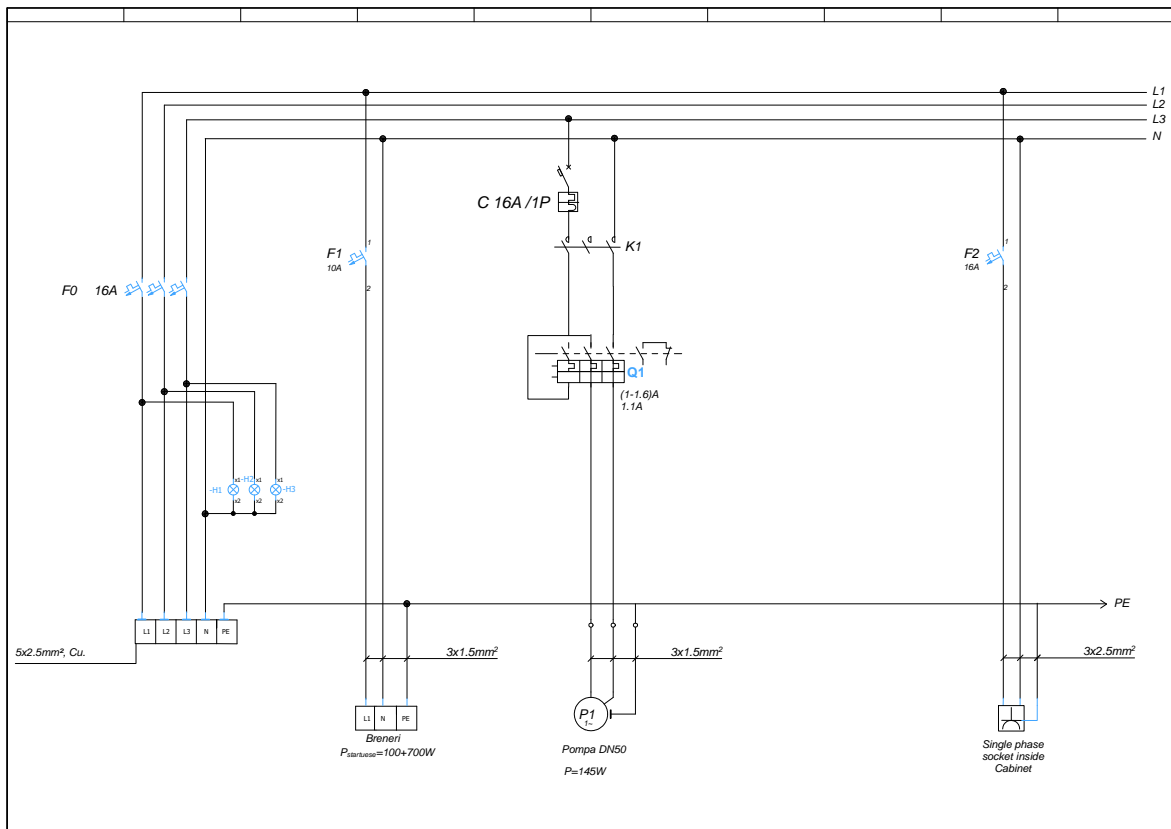 L1
L2
L3
N
C 16A /1P
K1
F1
10A
1
2
F2
16A
1
2
F0 16A
Q1
(1-1.6)A
1.1A
x1 x1 x1
-H1 -H2 -H3
x2 x2 x2
PE
L1 L2 L3 N PE
5x2.5mm², Cu.
3x1.5mm²
3x1.5mm²
3x2.5mm²
L1 N PE
Breneri
Pstartuese=100+700W
P1
1~
Pompa DN50
P=145W
Single phase
socket inside
Cabinet